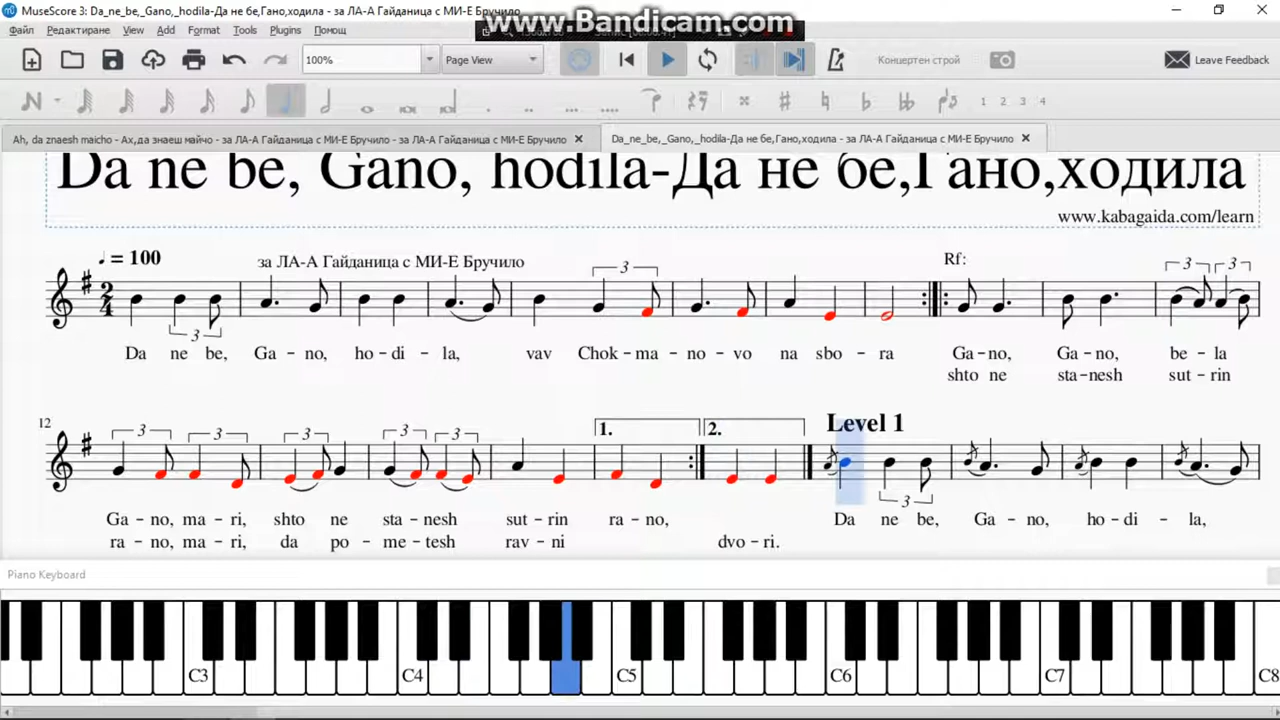 MuseScore 3: Da_ne_be,_Gano,_hodila-Да не бе,Гано,ходила - за ЛА-А Гайданица с МИ-Е Бручило
www.Bandicam.com
Файл Редактиране View Add Format Tools Plugins Помощ
100% Page View Концертен строй Leave Feedback
1 2 3 4
Ah, da znaesh maicho - Ах,да знаеш майчо - за ЛА-А Гайданица с МИ-Е Бручило - за ЛА-А Гайданица с МИ-Е Бручило
Da_ne_be,_Gano,_hodila-Да не бе,Гано,ходила - за ЛА-А Гайданица с МИ-Е Бручило
Da ne be, Gano, hodila-Да не бе,Гано,ходила
www.kabagaida.com/learn
= 100 за ЛА-А Гайданица с МИ-Е Бручило 3 Rf: 3 3
2
4
3
Da ne be, Ga - no, ho - di - la, vav Chok - ma - no - vo na sbo - ra Ga - no, Ga - no, be - la
shto ne sta - nesh sut - rin
12 3 3 3 3 3 1. 2. Level 1
3
Ga - no, ma - ri, shto ne sta - nesh sut - rin ra - no, Da ne be, Ga - no, ho - di - la,
ra - no, ma - ri, da po - me - tesh rav - ni dvo - ri.
Piano Keyboard
C3 C4 C5 C6 C7 C8